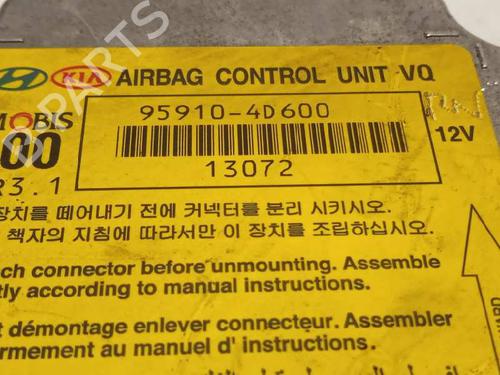 KIA AIRBAG CONTROL UNIT VQ
MOBIS
95910-4D600
00
13072
12V
R3.1
장치를 떼어내기 전에 커넥터를 분리 시키시오.
책자의 지침에 따라서만 이 장치를 조립하십시오.
ch connector before unmounting. Assemble
tly according to manual instructions.
t démontage enlever connecteur. Assembler
ormement au manuel d' instructions.
B PARTS